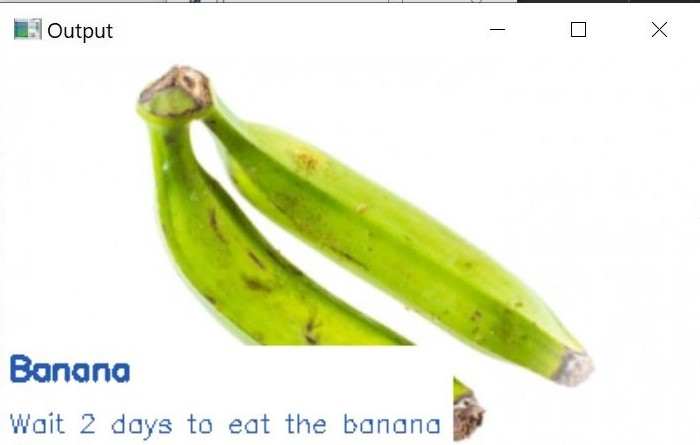 Output
Banana
Wait 2 days to eat the banana